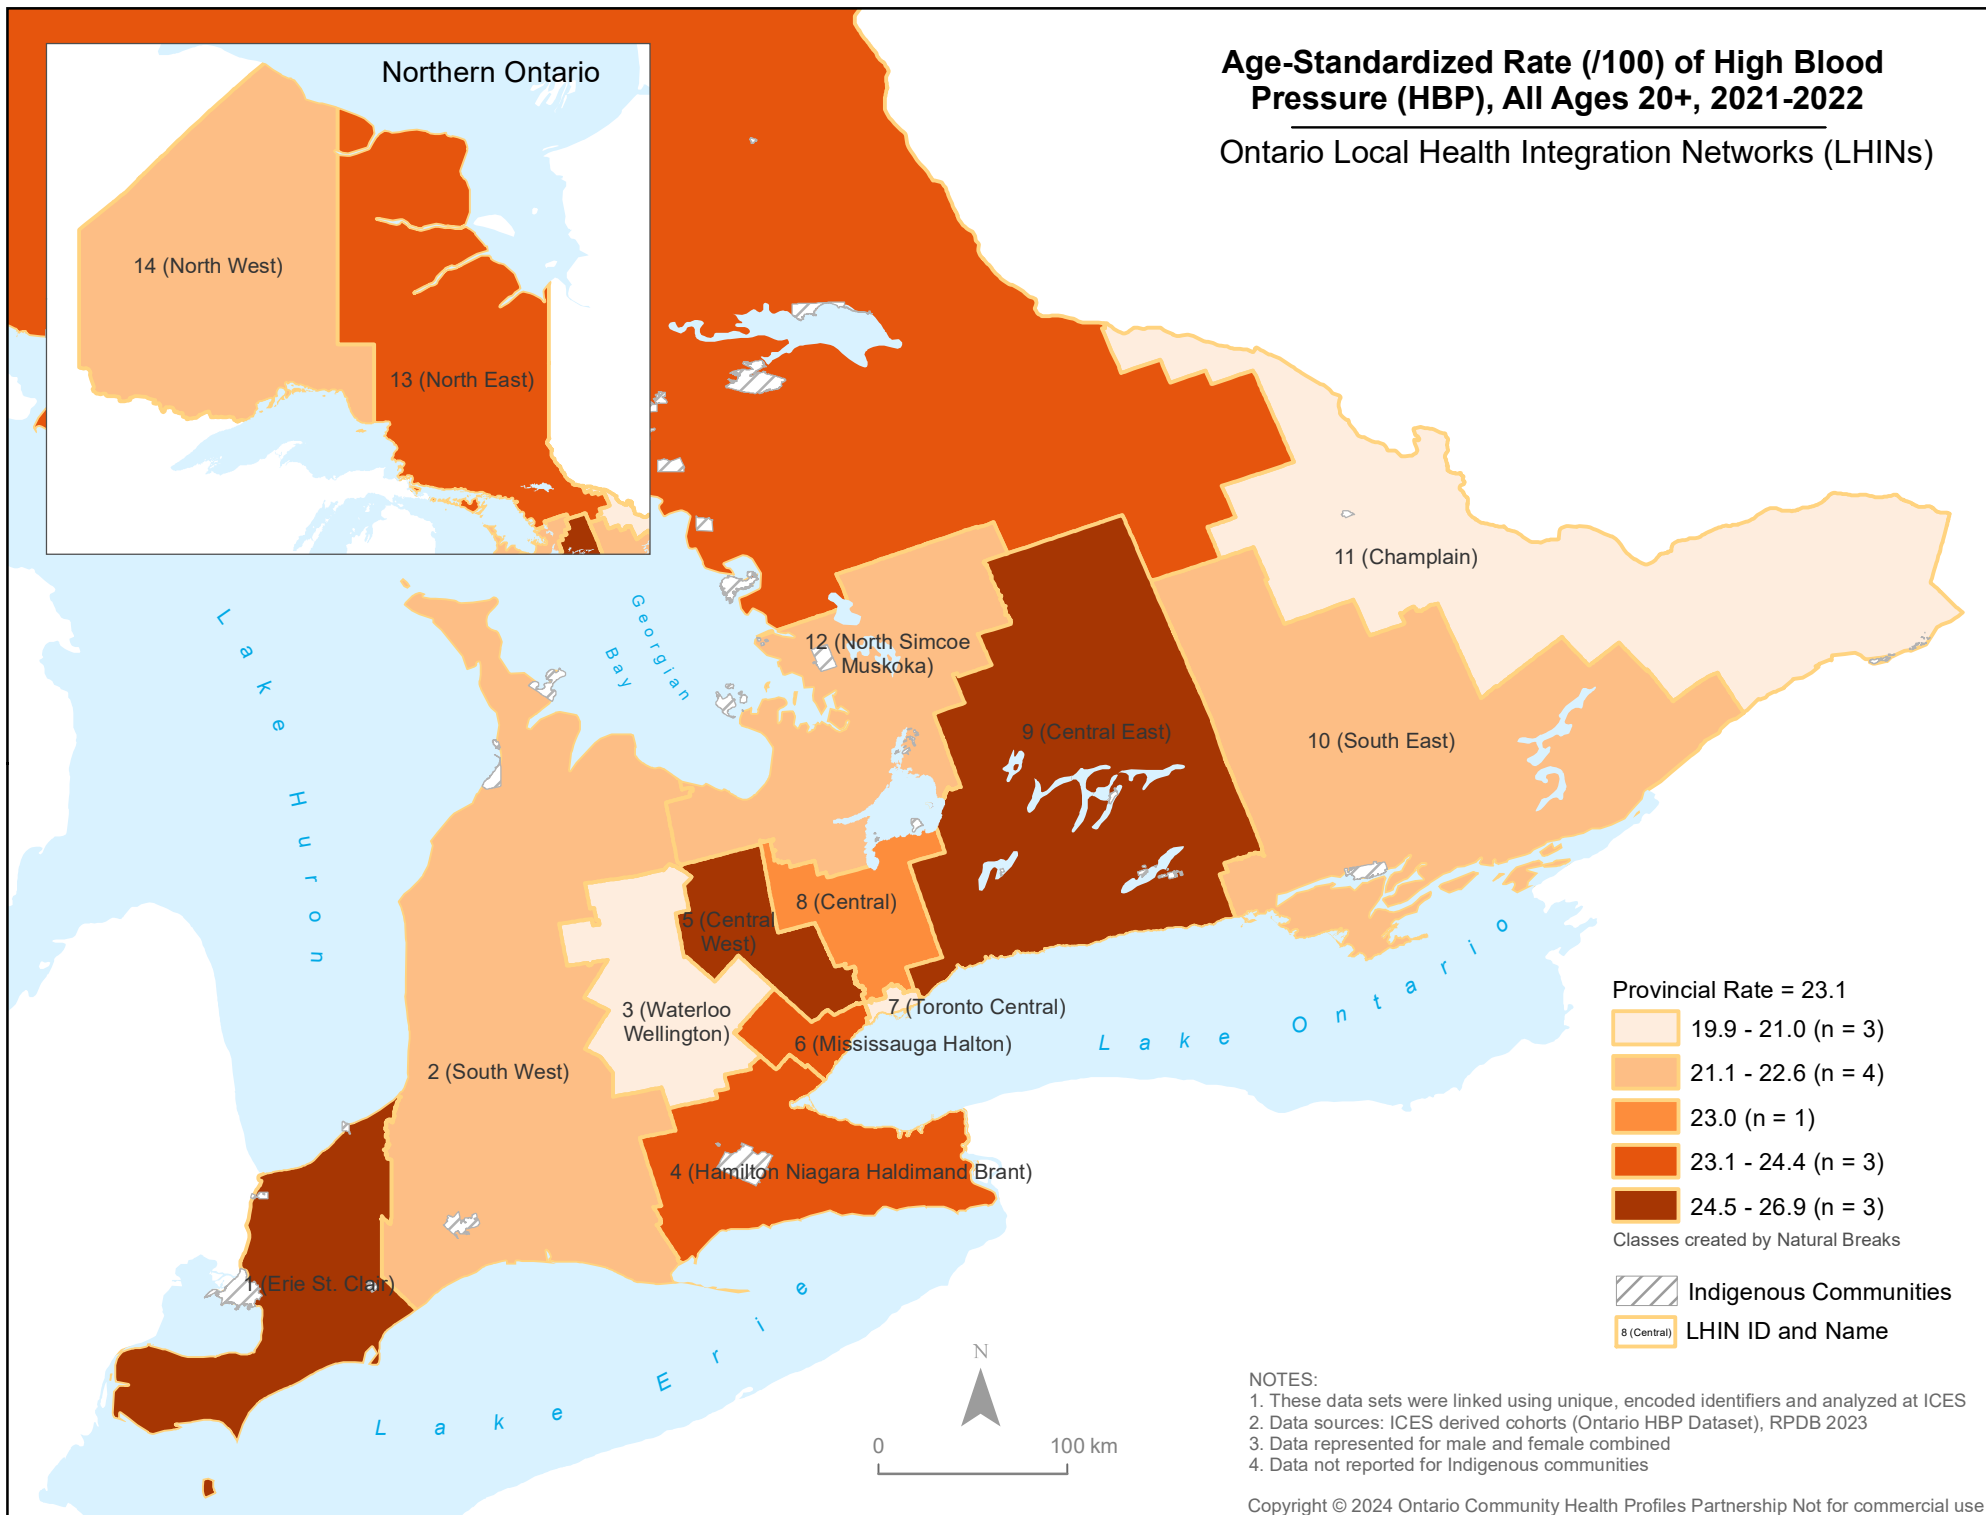 Age-Standardized Rate (/100) of High Blood
Pressure (HBP), All Ages 20+, 2021-2022
Ontario Local Health Integration Networks (LHINs)
Northern Ontario
14 (North West)
13 (North East)
11 (Champlain)
12 (North Simcoe
Muskoka)
9 (Central East)
10 (South East)
8 (Central)
5 (Central
West)
3 (Waterloo
Wellington)
7 (Toronto Central)
6 (Mississauga Halton)
2 (South West)
4 (Hamilton Niagara Haldimand Brant)
1 (Erie St. Clair)
Lake Huron
Georgian
Bay
Lake Ontario
Lake Erie
Provincial Rate = 23.1
19.9 - 21.0 (n = 3)
21.1 - 22.6 (n = 4)
23.0 (n = 1)
23.1 - 24.4 (n = 3)
24.5 - 26.9 (n = 3)
Classes created by Natural Breaks
Indigenous Communities
8 (Central) LHIN ID and Name
N
0 100 km
NOTES:
1. These data sets were linked using unique, encoded identifiers and analyzed at ICES
2. Data sources: ICES derived cohorts (Ontario HBP Dataset), RPDB 2023
3. Data represented for male and female combined
4. Data not reported for Indigenous communities
Copyright © 2024 Ontario Community Health Profiles Partnership Not for commercial use